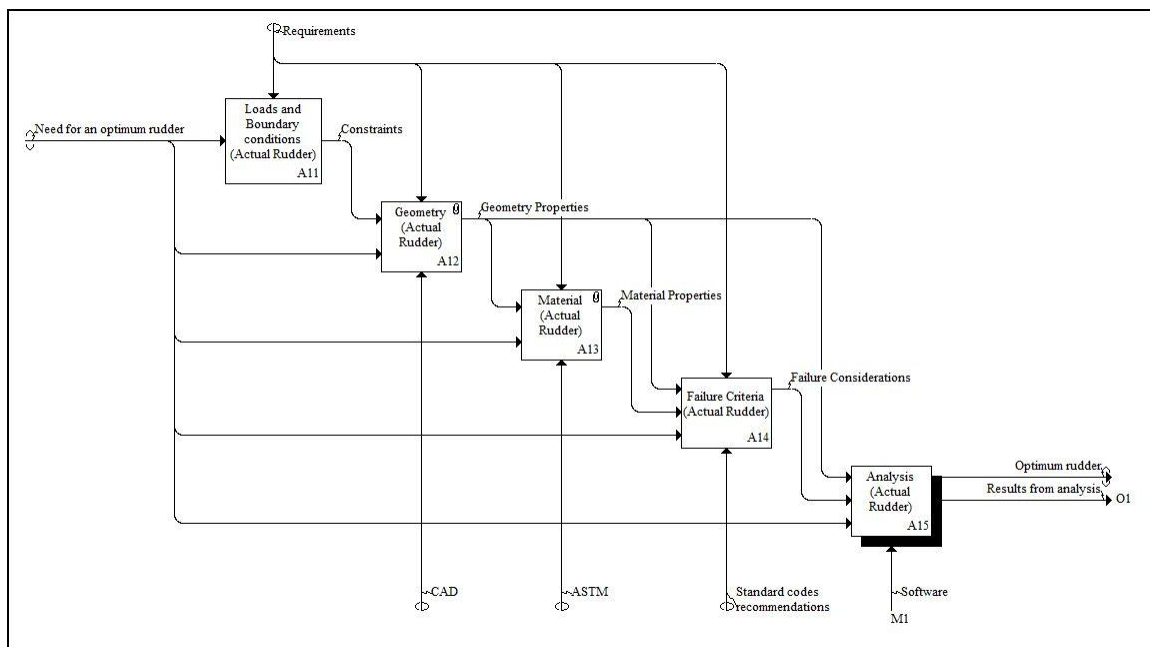 Requirements
Need for an optimum rudder
Loads and
Boundary
conditions
(Actual Rudder)
A11
Constraints
Geometry
(Actual
Rudder)
A12
Geometry Properties
Material
(Actual
Rudder)
A13
Material Properties
Failure Criteria
(Actual Rudder)
A14
Failure Considerations
Analysis
(Actual
Rudder)
A15
Optimum rudder
Results from analysis
O1
CAD
ASTM
Standard codes
recommendations
Software
M1